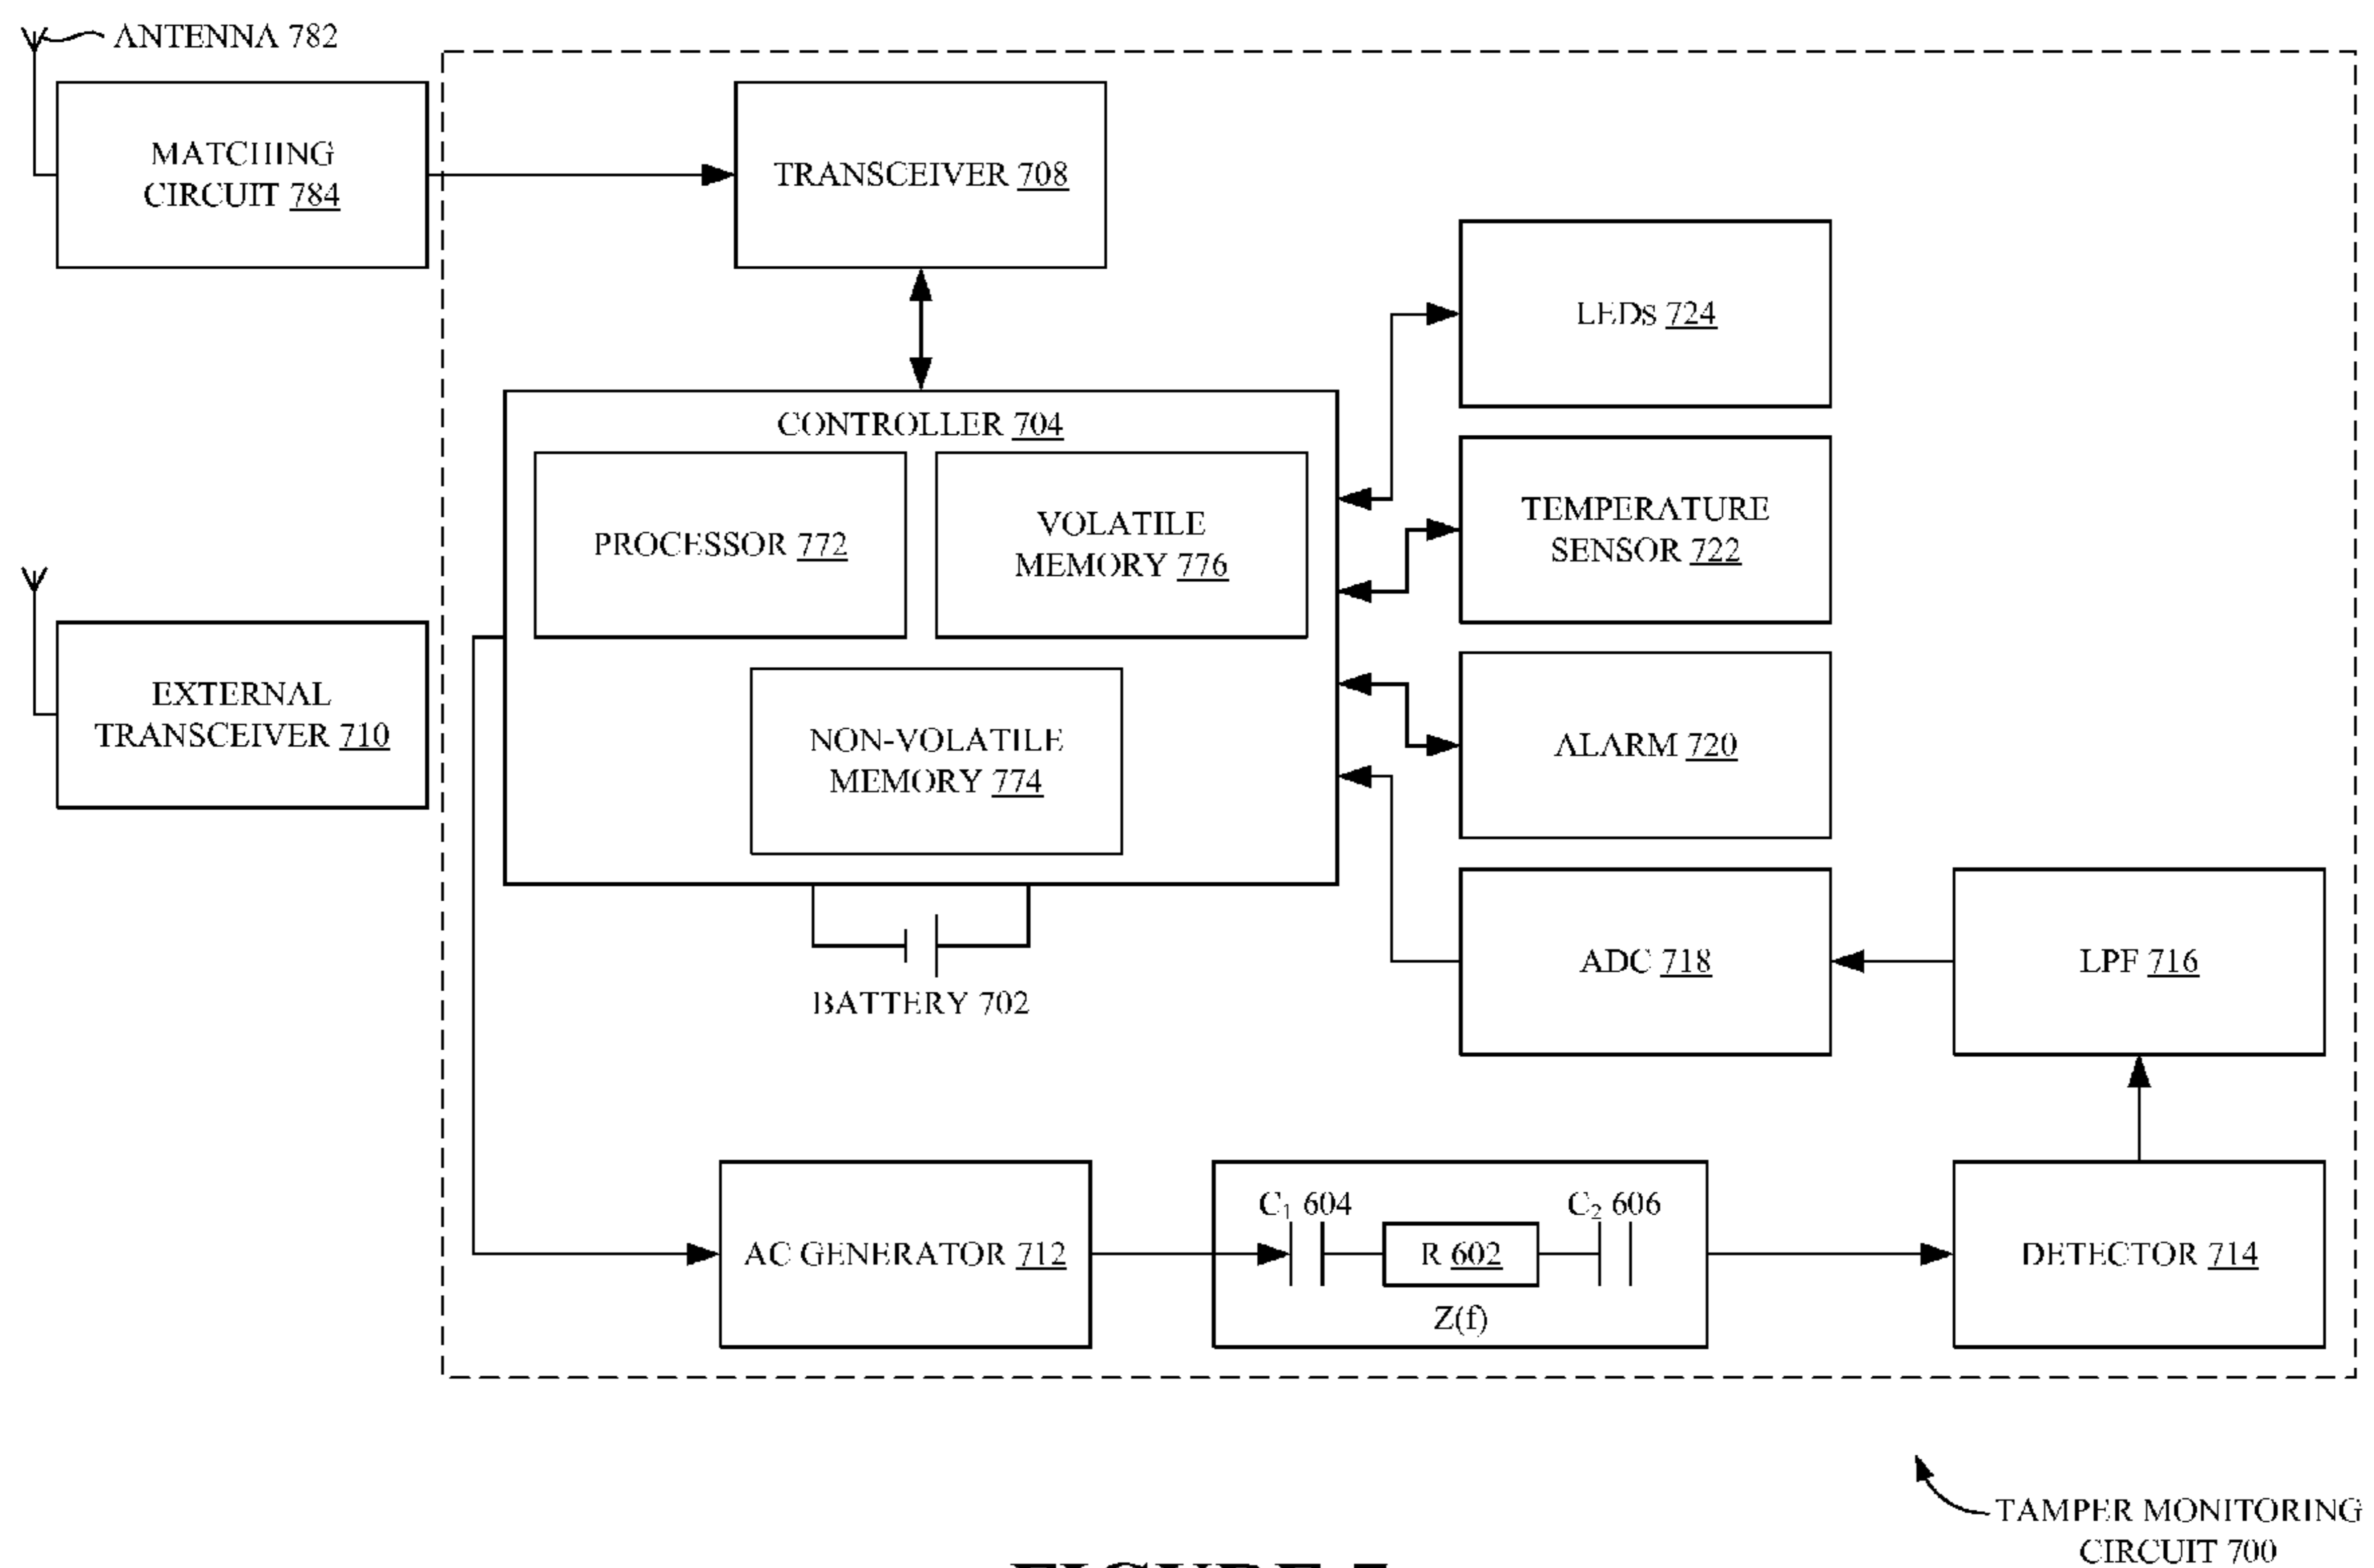 ANTENNA 782
MATCHING
CIRCUIT 784
TRANSCEIVER 708
LEDS 724
CONTROLLER 704
PROCESSOR 772
VOLATILE
MEMORY 776
TEMPERATURE
SENSOR 722
EXTERNAL
TRANSCEIVER 710
NON-VOLATILE
MEMORY 774
ALARM 720
ADC 718
LPF 716
BATTERY 702
AC GENERATOR 712
C₁ 604
C₂ 606
R 602
Z(f)
DETECTOR 714
TAMPER MONITORING
CIRCUIT 700